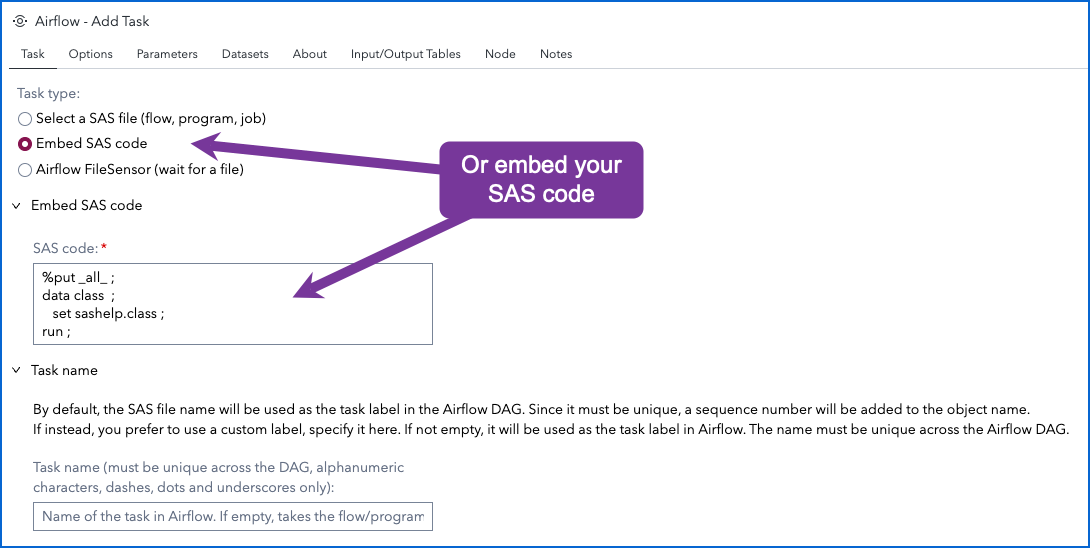 Airflow - Add Task
Task Options Parameters Datasets About Input/Output Tables Node Notes
Task type:
Select a SAS file (flow, program, job)
Embed SAS code
Airflow FileSensor (wait for a file)
Or embed your
SAS code
Embed SAS code
SAS code: *
%put _all_ ;
data class  ;
   set sashelp.class ;
run ;
Task name
By default, the SAS file name will be used as the task label in the Airflow DAG. Since it must be unique, a sequence number will be added to the object name.
If instead, you prefer to use a custom label, specify it here. If not empty, it will be used as the task label in Airflow. The name must be unique across the Airflow DAG.
Task name (must be unique across the DAG, alphanumeric
characters, dashes, dots and underscores only):
Name of the task in Airflow. If empty, takes the flow/program